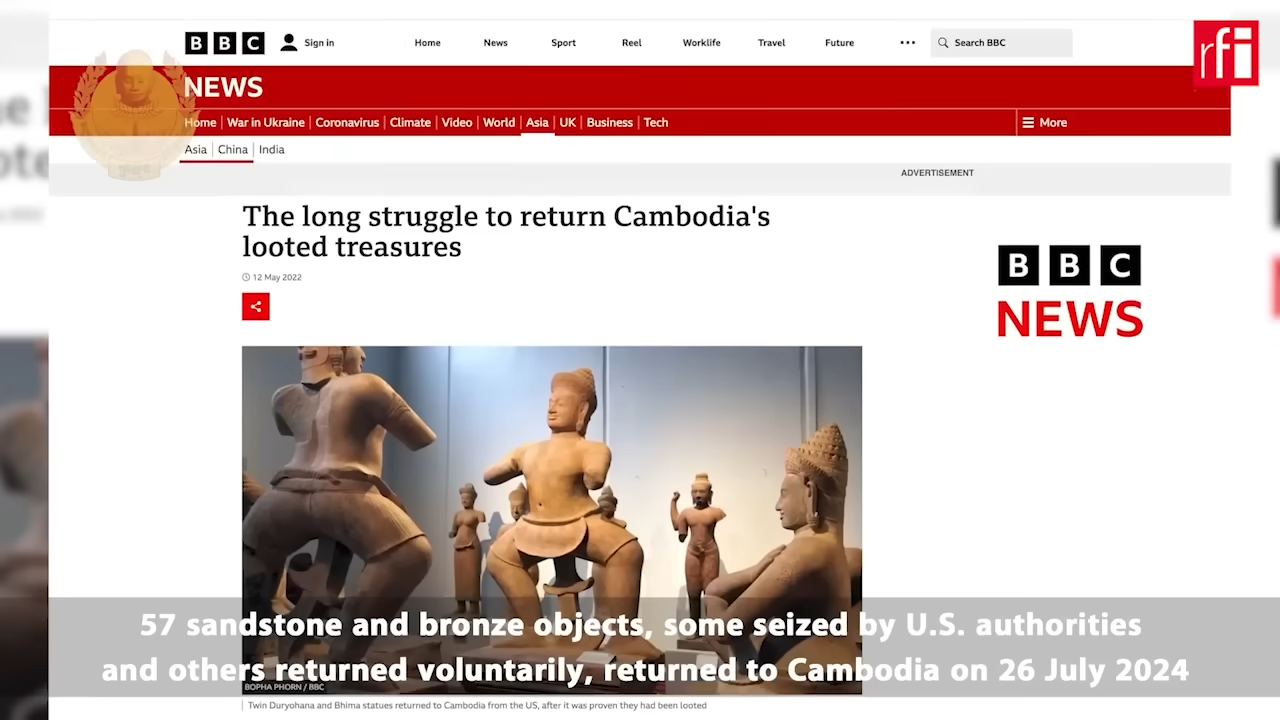 BBC
Sign in
Home
News
Sport
Reel
Worklife
Travel
Future
Search BBC
rfi
NEWS
Home
War in Ukraine
Coronavirus
Climate
Video
World
Asia
UK
Business
Tech
More
Asia
China
India
ADVERTISEMENT
The long struggle to return Cambodia's
looted treasures
12 May 2022
BBC
NEWS
57 sandstone and bronze objects, some seized by U.S. authorities
and others returned voluntarily, returned to Cambodia on 26 July 2024
BOPHA PHORN / BBC
Twin Duryohana and Bhima statues returned to Cambodia from the US, after it was proven they had been looted